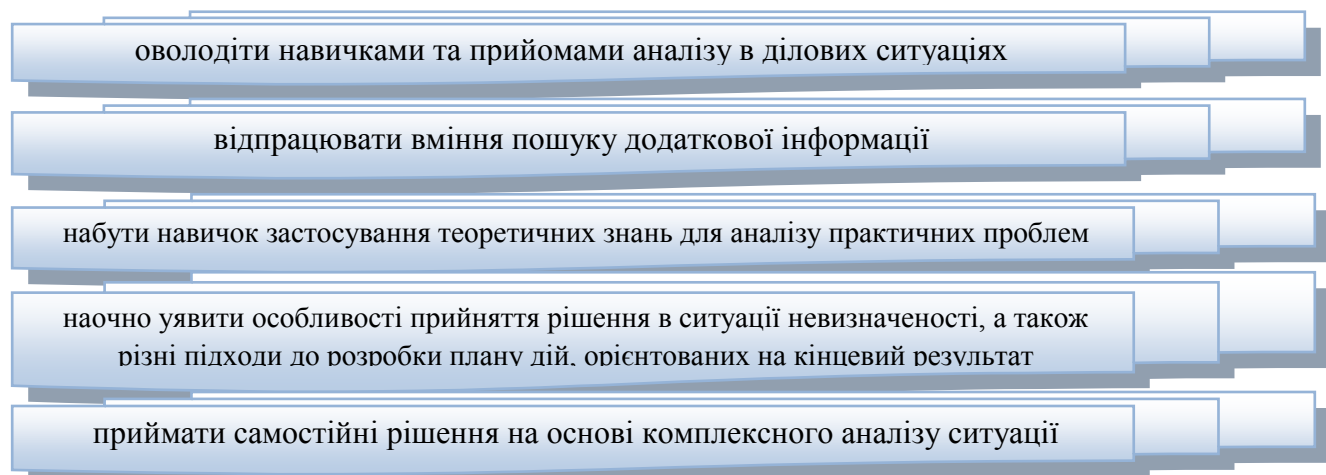 оволодіти навичками та прийомами аналізу в ділових ситуаціях
відпрацювати вміння пошуку додаткової інформації
набути навичок застосування теоретичних знань для аналізу практичних проблем
наочно уявити особливості прийняття рішення в ситуації невизначеності, а також
різні підходи до розробки плану дій, орієнтованих на кінцевий результат
приймати самостійні рішення на основі комплексного аналізу ситуації